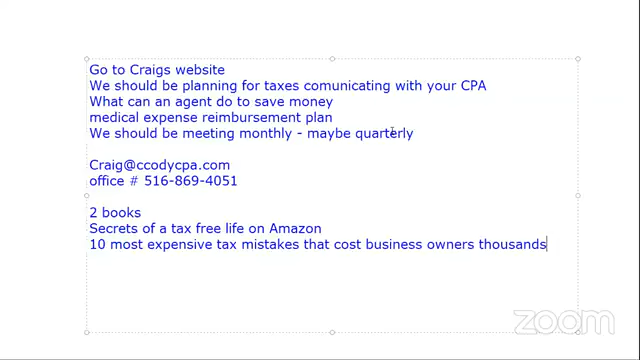 Go to Craigs website
We should be planning for taxes comunicating with your CPA
What can an agent do to save money
medical expense reimbursement plan
We should be meeting monthly - maybe quarterly
Craig@ccodycpa.com
office # 516-869-4051
2 books
Secrets of a tax free life on Amazon
10 most expensive tax mistakes that cost business owners thousands
zoom